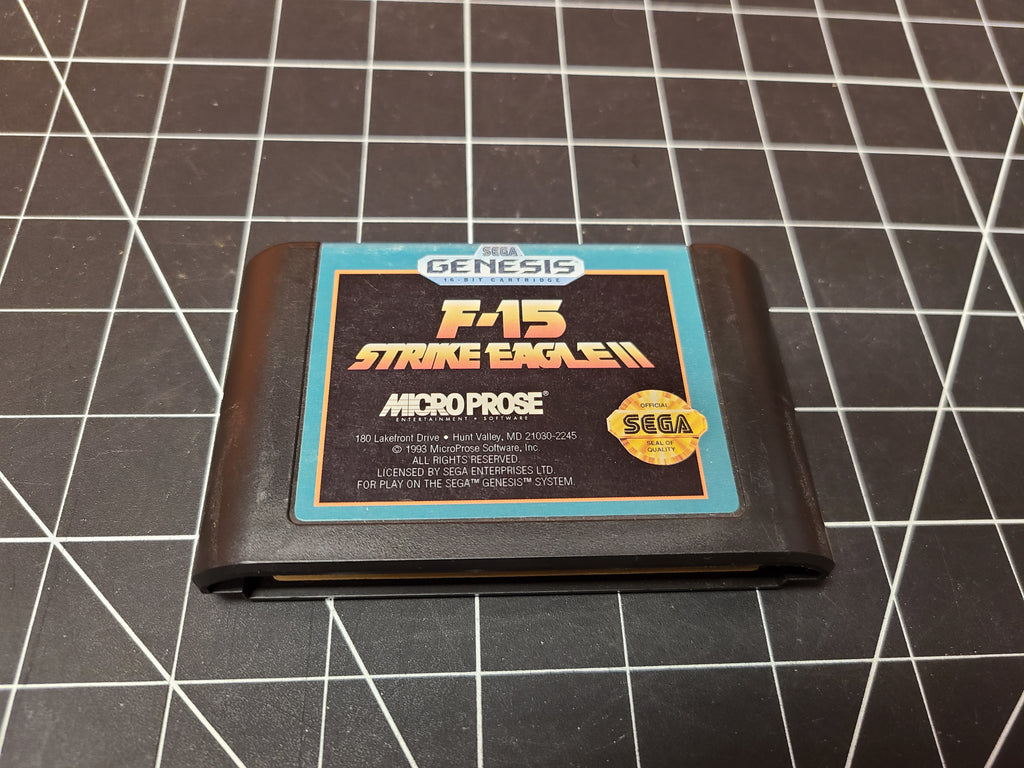 SEGA
GENESIS
16-BIT CARTRIDGE
F-15
STRIKE EAGLE II
MICROPROSE®
ENTERTAINMENT • SOFTWARE
180 Lakefront Drive • Hunt Valley, MD 21030-2245
© 1993 MicroProse Software, Inc.
ALL RIGHTS RESERVED.
LICENSED BY SEGA ENTERPRISES LTD.
FOR PLAY ON THE SEGA™ GENESIS™ SYSTEM.
OFFICIAL
SEGA
SEAL OF
QUALITY